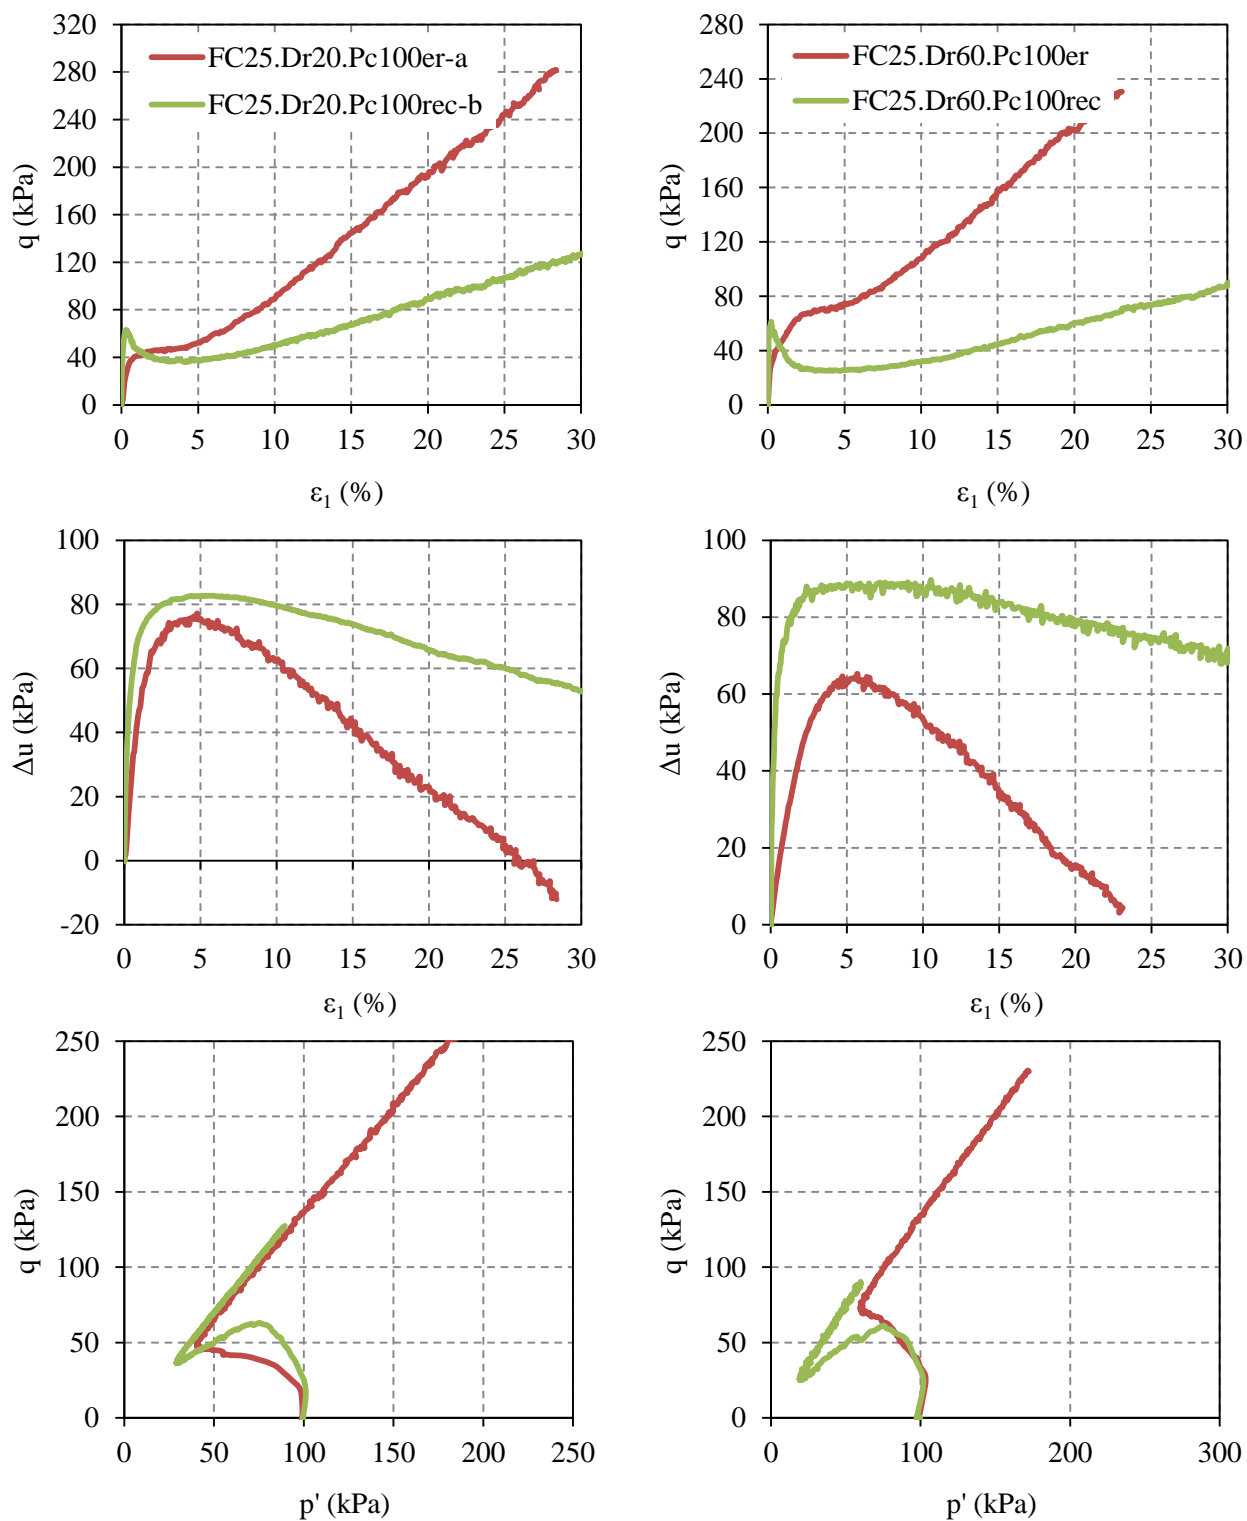 q (kPa)
320
280
240
200
160
120
80
40
0
FC25.Dr20.Pc100er-a
FC25.Dr20.Pc100rec-b
0 5 10 15 20 25 30
ε1 (%)
q (kPa)
280
240
200
160
120
80
40
0
FC25.Dr60.Pc100er
FC25.Dr60.Pc100rec
0 5 10 15 20 25 30
ε1 (%)
Δu (kPa)
100
80
60
40
20
0
-20
0 5 10 15 20 25 30
ε1 (%)
Δu (kPa)
100
80
60
40
20
0
0 5 10 15 20 25 30
ε1 (%)
q (kPa)
250
200
150
100
50
0
0 50 100 150 200 250
p' (kPa)
q (kPa)
250
200
150
100
50
0
0 100 200 300
p' (kPa)